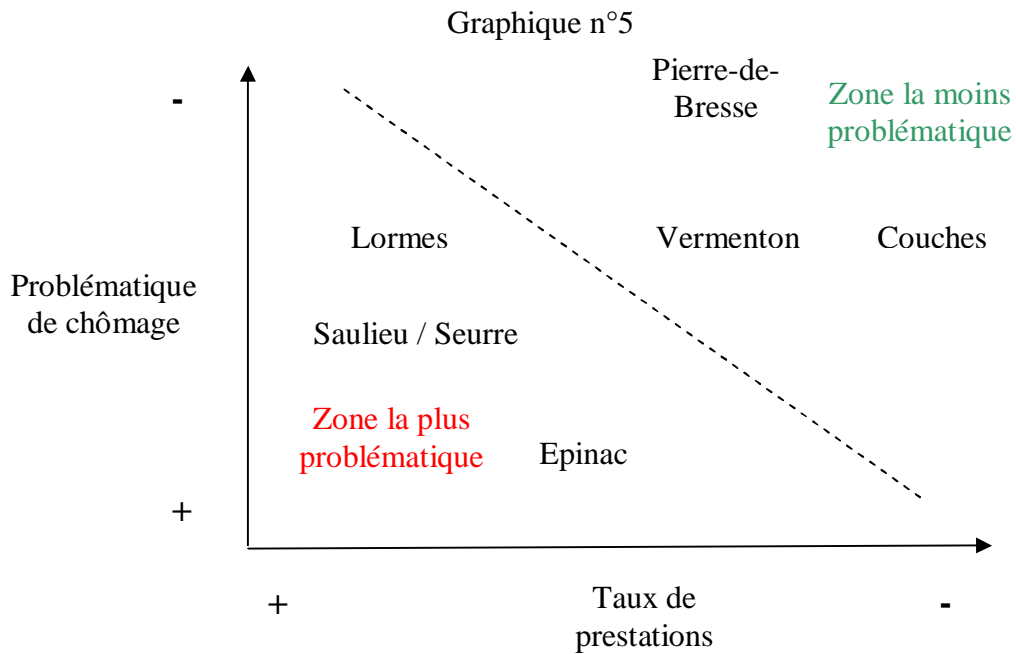 Graphique n°5
Pierre-de-
Bresse
Zone la moins
problématique
-
Lormes
Vermenton
Couches
Problématique
de chômage
Saulieu / Seurre
Zone la plus
problématique
Epinac
+
+
Taux de
prestations
-